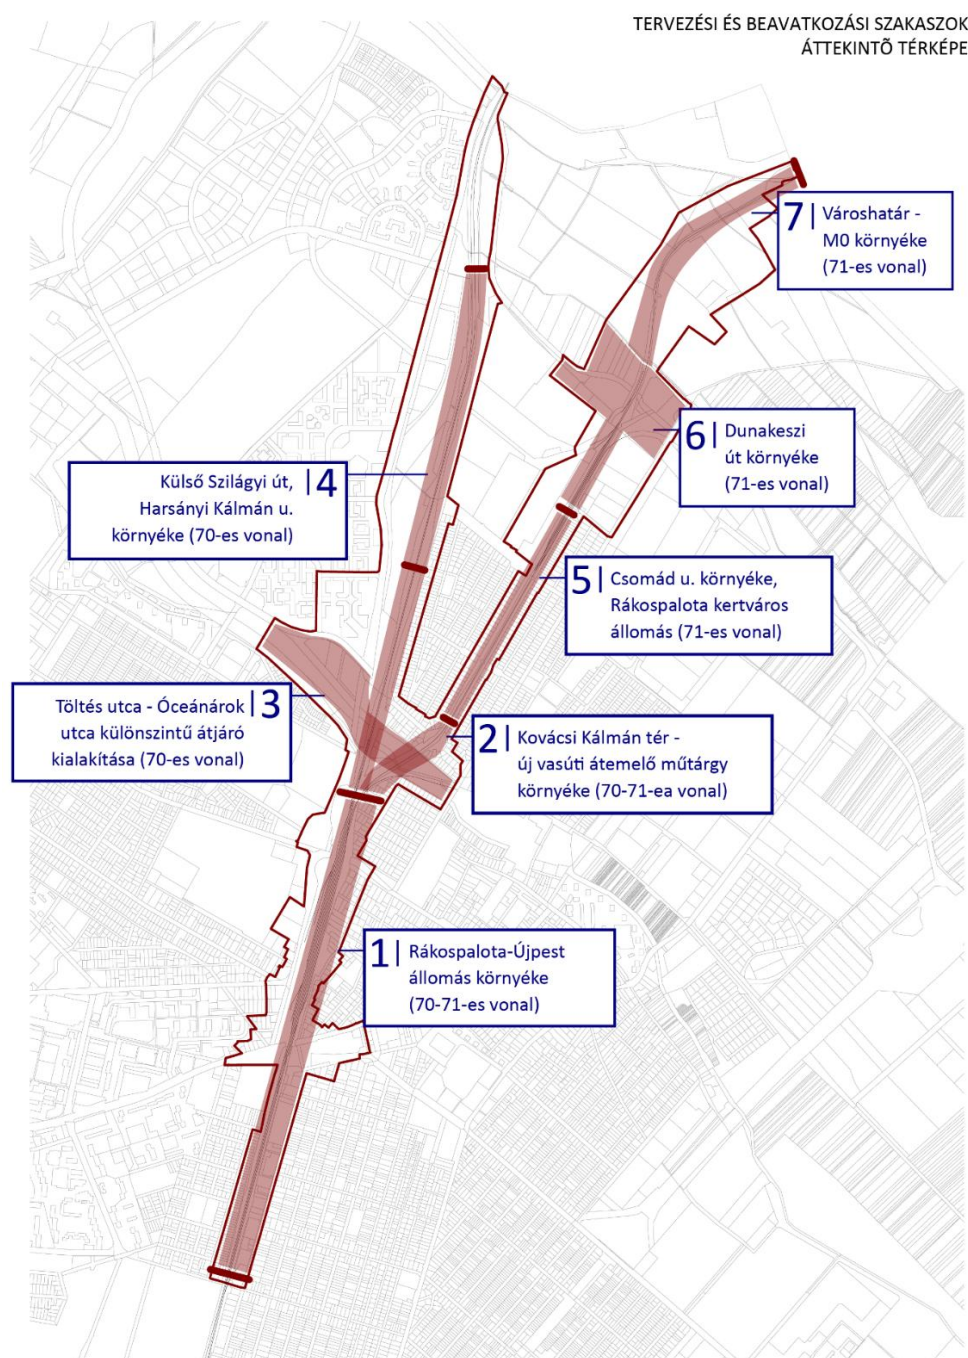 TERVEZÉSI ÉS BEAVATKOZÁSI SZAKASZOK
ÁTTEKINTÕ TÉRKÉPE
7 | Városhatár -
M0 környéke
(71-es vonal)
6 | Dunakeszi
út környéke
(71-es vonal)
Külső Szilágyi út, | 4
Harsányi Kálmán u.
környéke (70-es vonal)
5 | Csomád u. környéke,
Rákospalota kertváros
állomás (71-es vonal)
Töltés utca - Óceánárok | 3
utca különszintű átjáró
kialakítása (70-es vonal)
2 | Kovácsi Kálmán tér -
új vasúti átemelő műtárgy
környéke (70-71-ea vonal)
1 | Rákospalota-Újpest
állomás környéke
(70-71-es vonal)